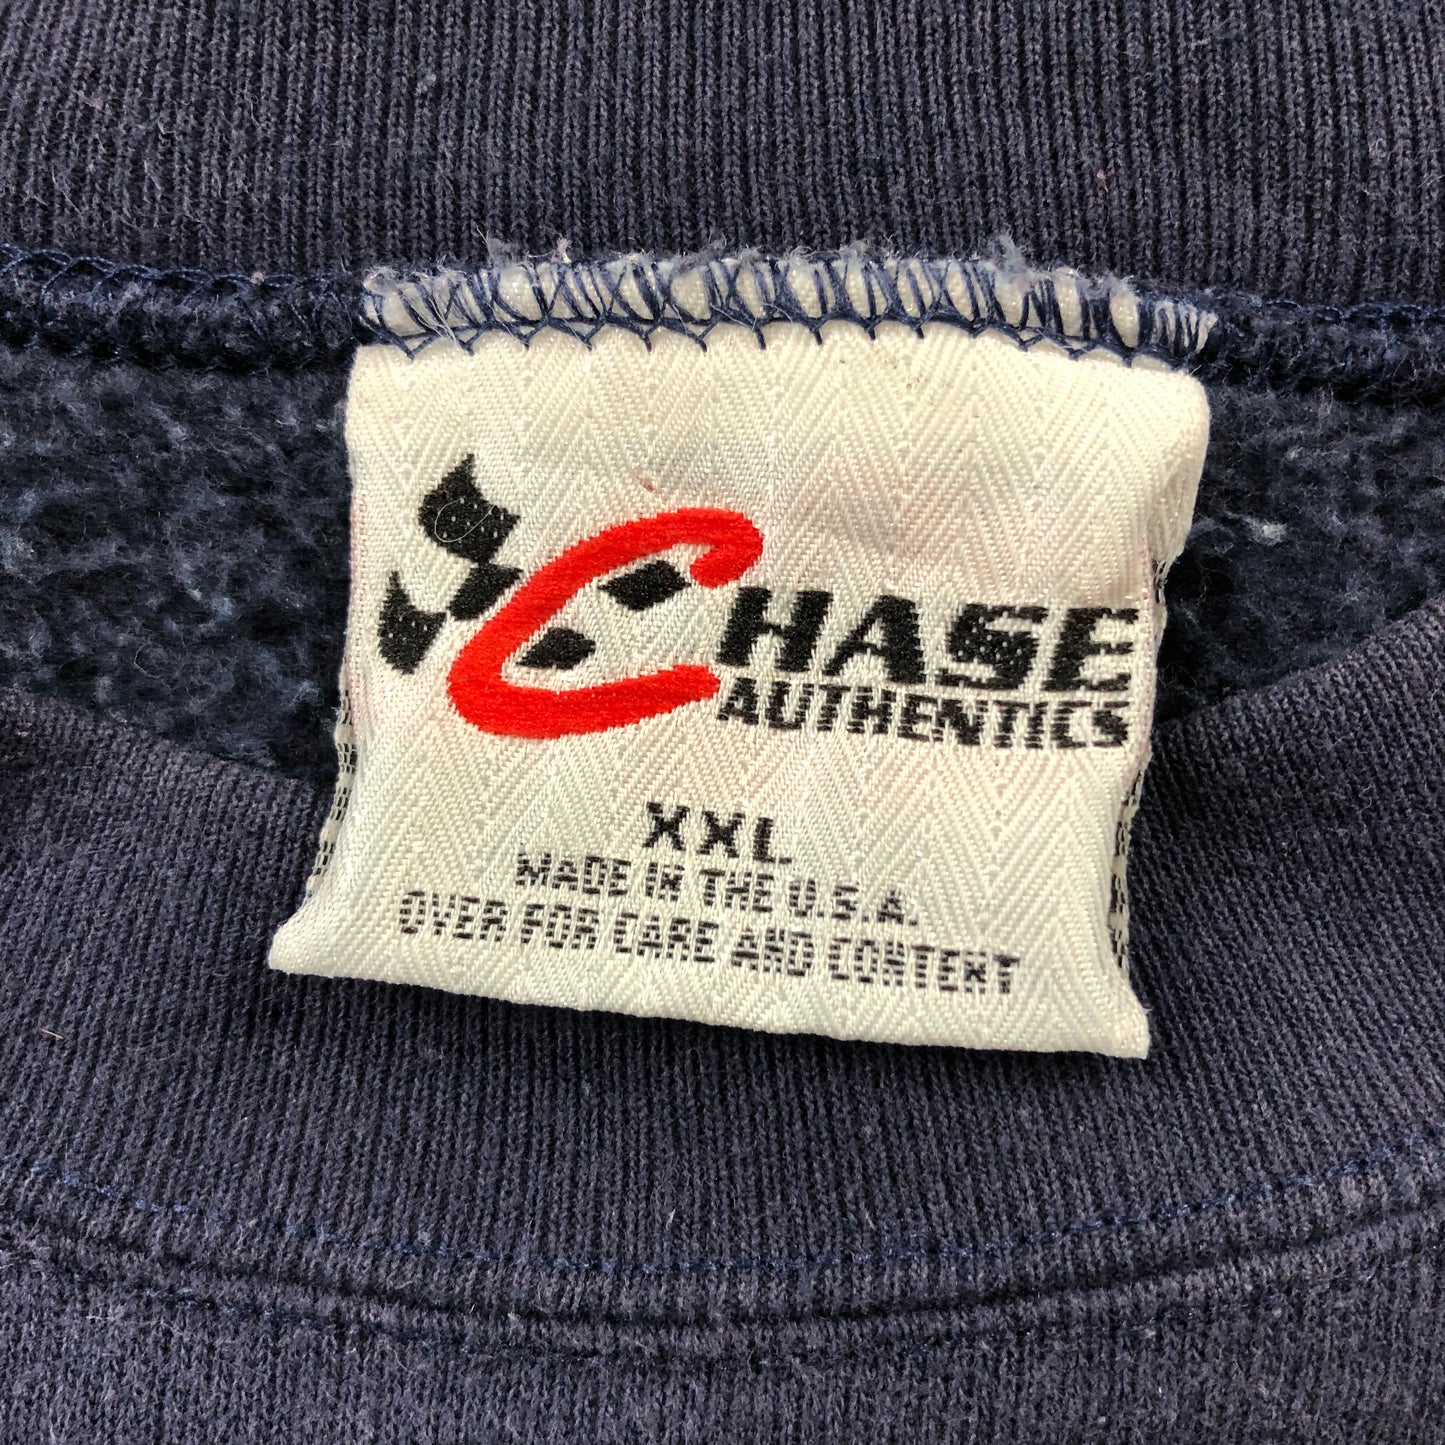 CHASE
AUTHENTICS
XXL
MADE IN THE U.S.A.
OVER FOR CARE AND CONTENT